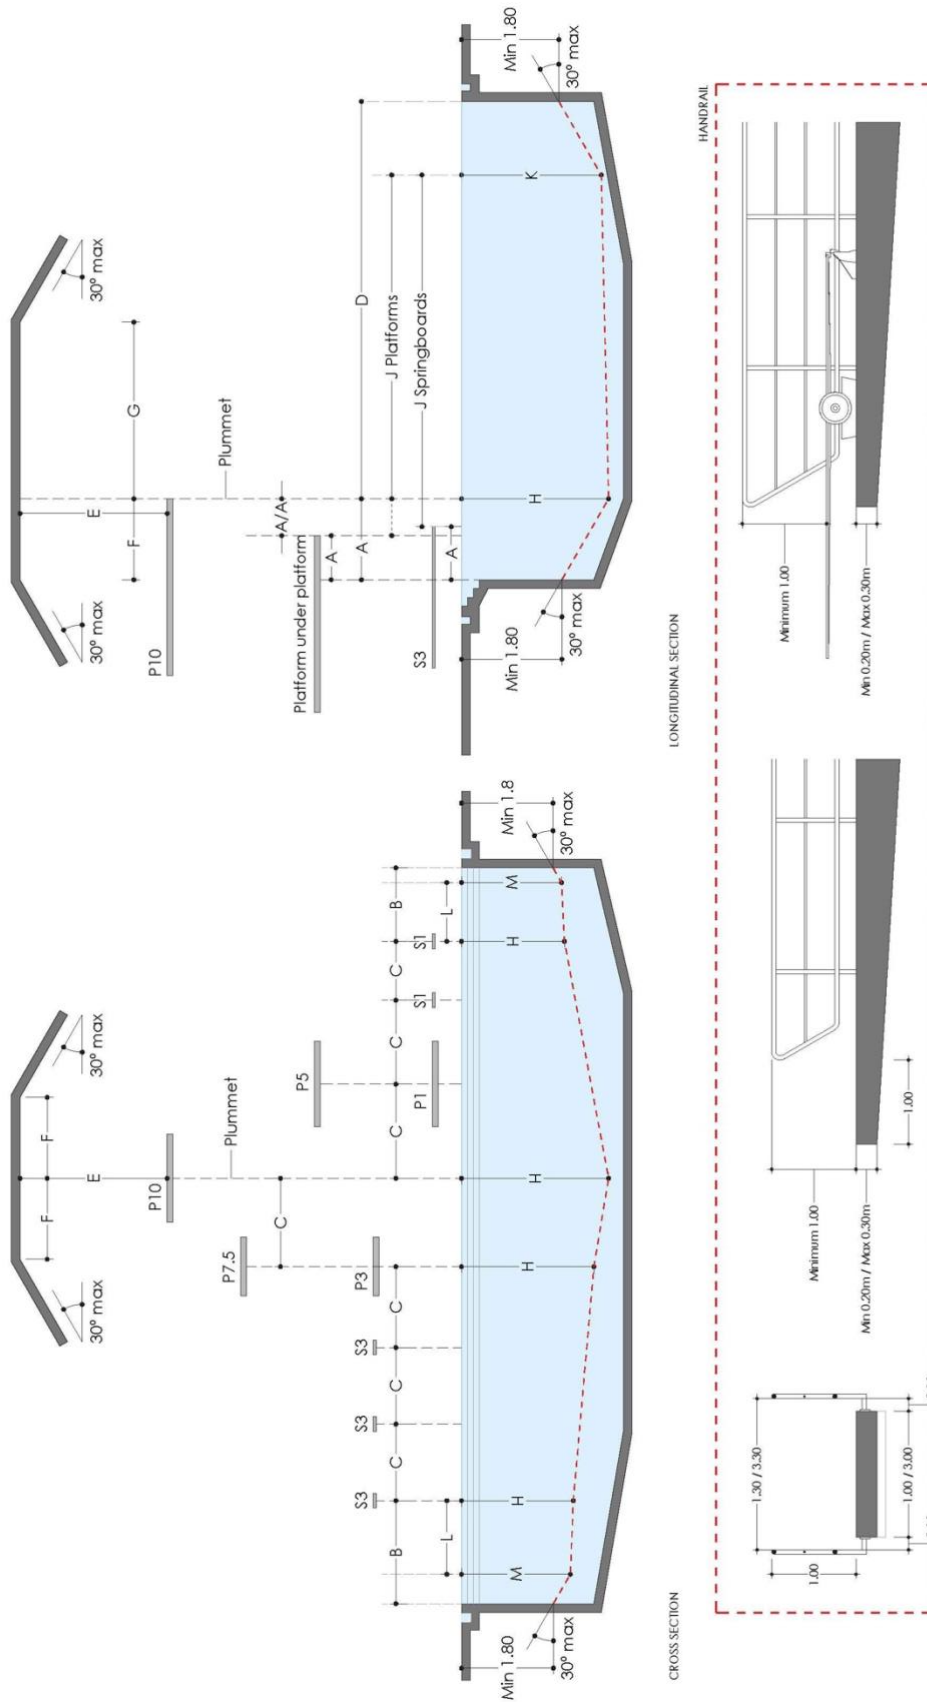 30° max
F
F
30° max
E
P10
Plummet
P7.5
C
P5
P3
P1
S3
S3
S3
S1
S1
B
C
C
C
C
C
C
B
L
L
Min 1.80
30° max
M
H
H
H
H
M
Min 1.8
30° max
CROSS SECTION
30° max
F
G
30° max
E
P10
Plummet
A/A
Platform under platform
A
A
D
J Platforms
J Springboards
S3
A
Min 1.80
30° max
H
K
Min 1.80
30° max
LONGITUDINAL SECTION
HANDRAIL
1.30 / 3.30
1.00
1.00 / 3.00
Minimum 1.00
Min 0.20m / Max 0.30m
1.00
Minimum 1.00
Min 0.20m / Max 0.30m